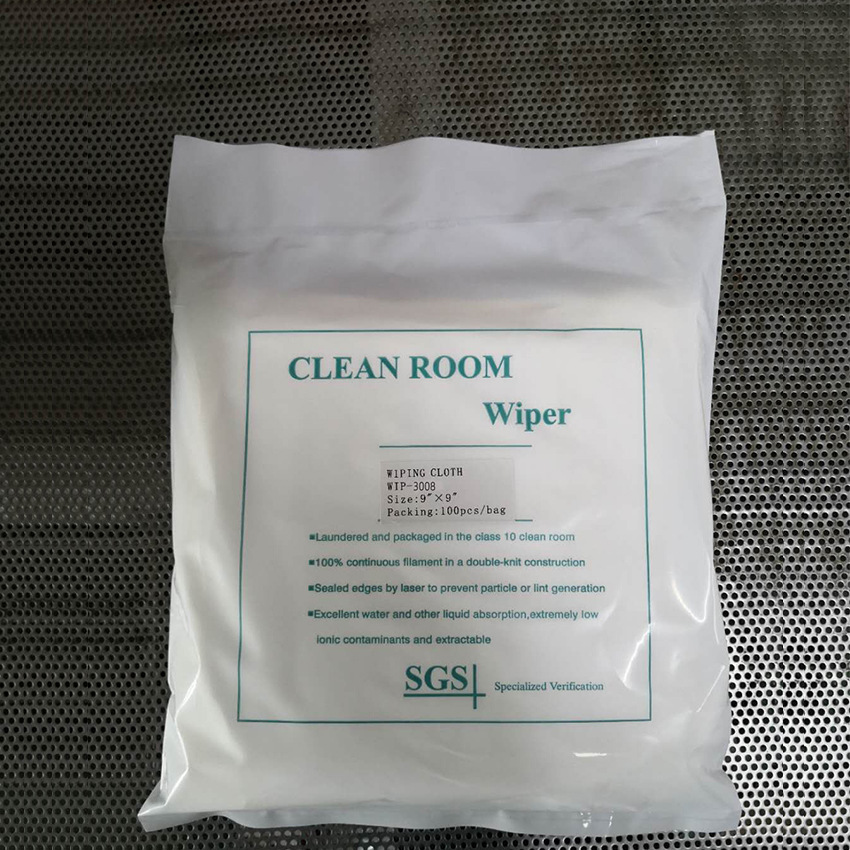 CLEAN ROOM
Wiper
WIPING CLOTH
WIP-3008
Size:9"×9"
Packing:100pcs/bag
▪Laundered and packaged in the class 10 clean room
▪100% continuous filament in a double-knit construction
▪Sealed edges by laser to prevent particle or lint generation
▪Excellent water and other liquid absorption,extremely low
ionic contaminants and extractable
SGS Specialized Verification